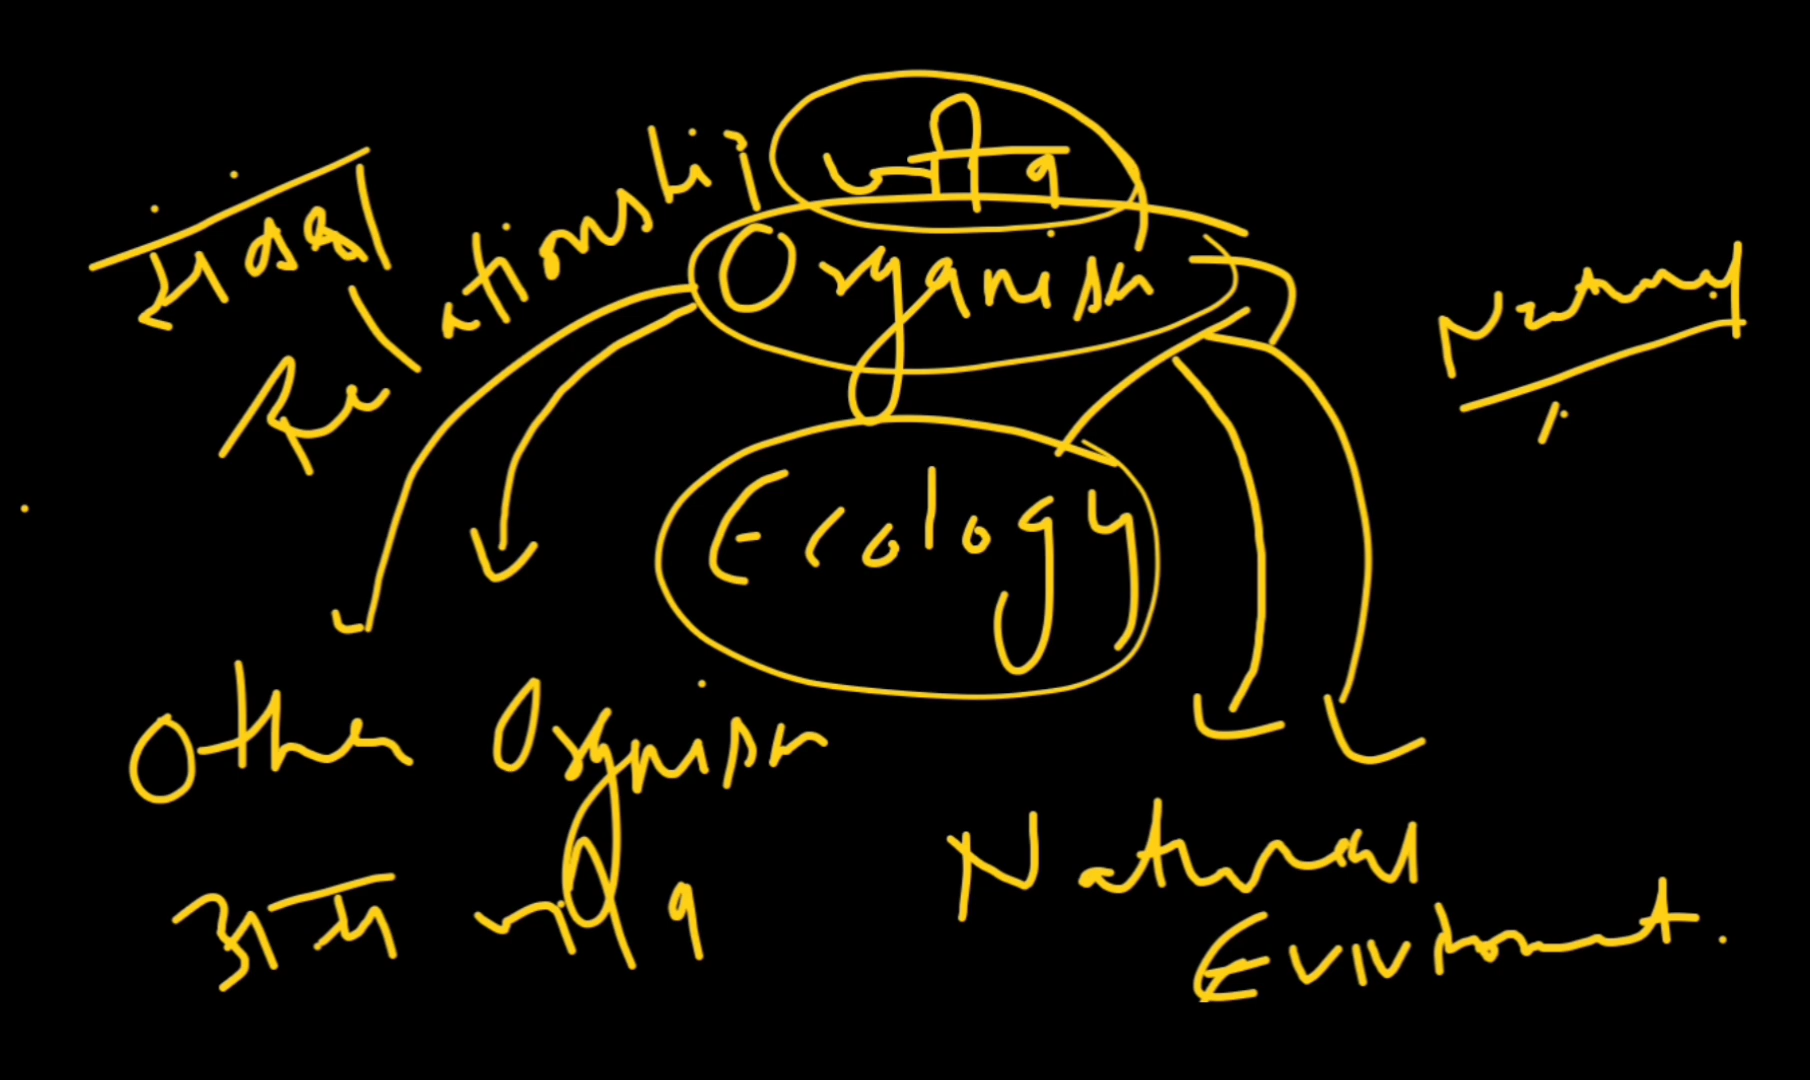 जीव
संबंध
Relationship
Organism
Natural
Ecology
Other Organism
अन्य जीव
Natural
Environment.